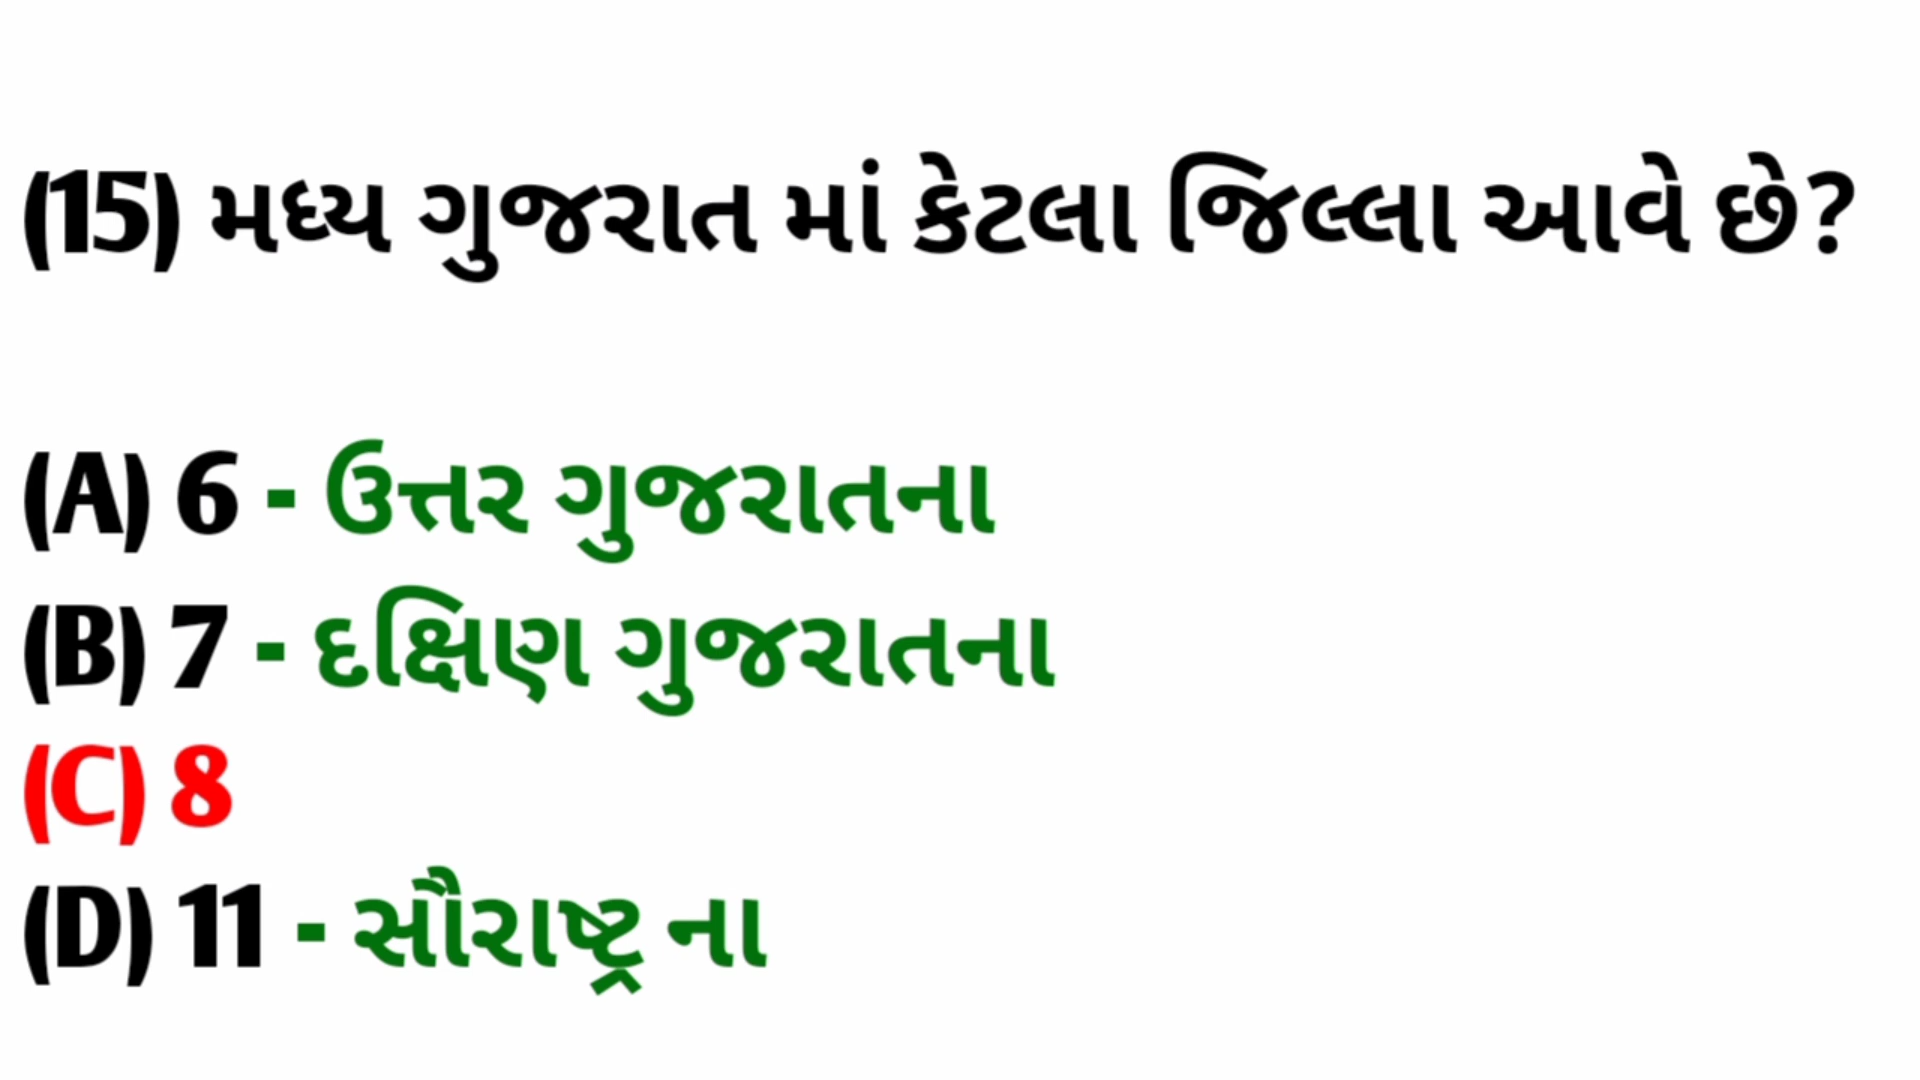 (15) મધ્ય ગુજરાત માં કેટલા જિલ્લા આવે છે?
(A) 6 - ઉત્તર ગુજરાતના
(B) 7 - દક્ષિણ ગુજરાતના
(C) 8
(D) 11 - સૌરાષ્ટ્ર ના